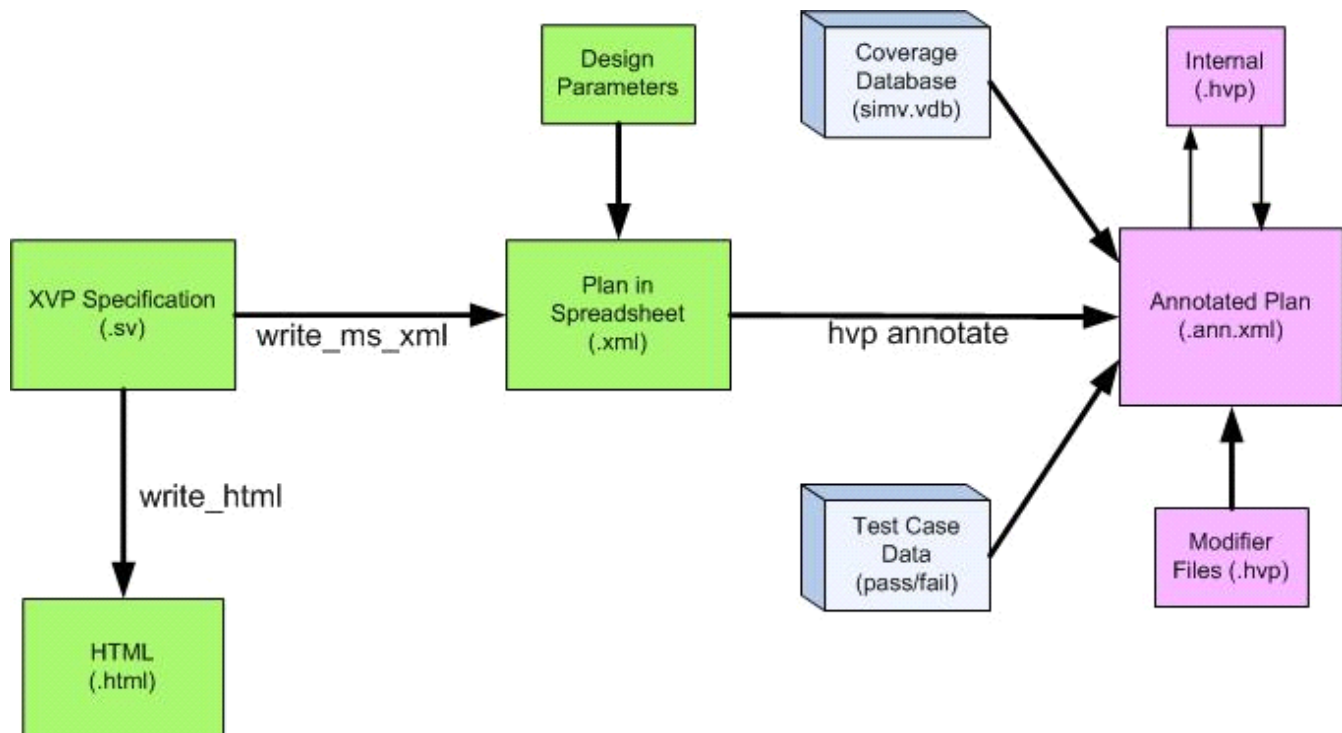 Design
Parameters
Coverage
Database
(simv.vdb)
Internal
(.hvp)
XVP Specification
(.sv)
write_ms_xml
Plan in
Spreadsheet
(.xml)
hvp annotate
Annotated Plan
(.ann.xml)
write_html
Test Case
Data
(pass/fail)
Modifier
Files (.hvp)
HTML
(.html)